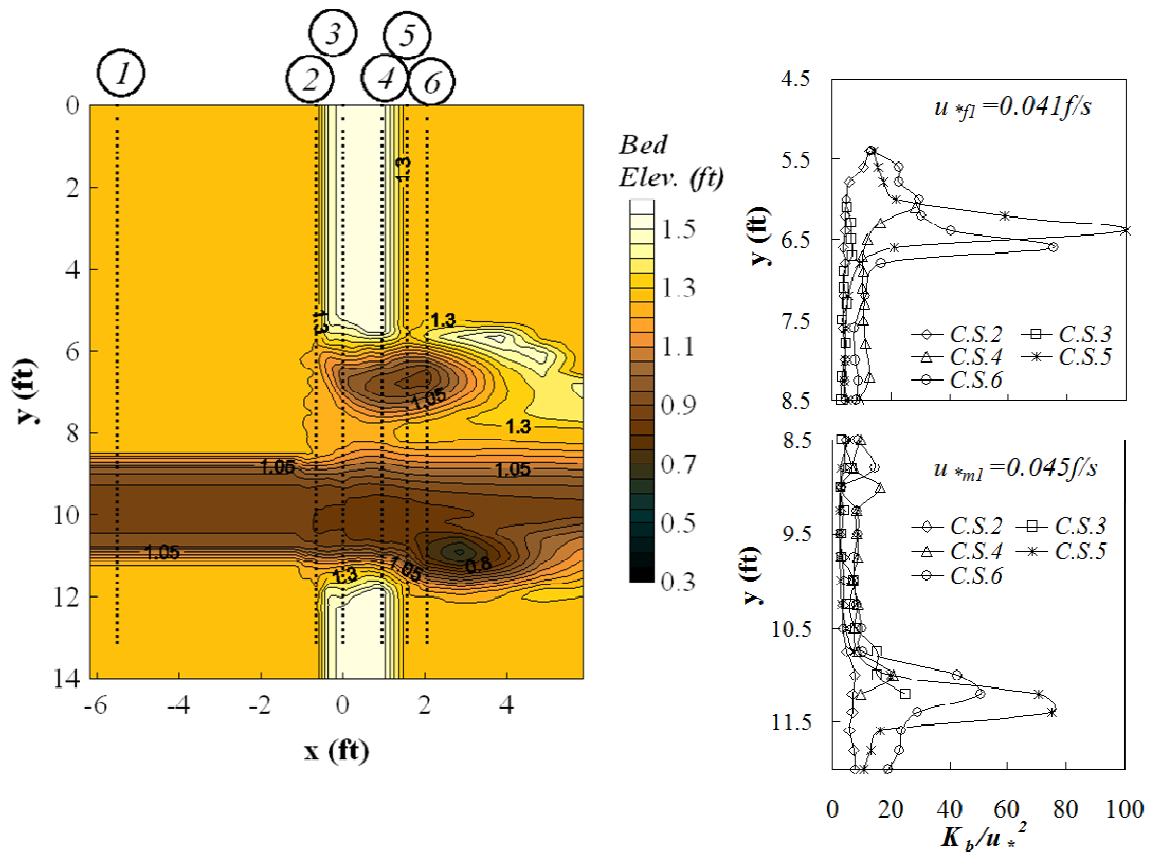 1 2 3 4 5 6
0
2
4
6
8
10
12
14
y (ft)
-6 -4 -2 0 2 4
x (ft)
1.3
1.3
1.3
1.05
1.3
1.05
1.05
1.05
1.05
0.8
1.3
Bed
Elev. (ft)
1.5
1.3
1.1
0.9
0.7
0.5
0.3
4.5
5.5
6.5
7.5
8.5
y (ft)
u*f1=0.041f/s
C.S.2 C.S.3
C.S.4 C.S.5
C.S.6
8.5
9.5
10.5
11.5
y (ft)
u*m1=0.045f/s
C.S.2 C.S.3
C.S.4 C.S.5
C.S.6
0 20 40 60 80 100
Kb/u*²